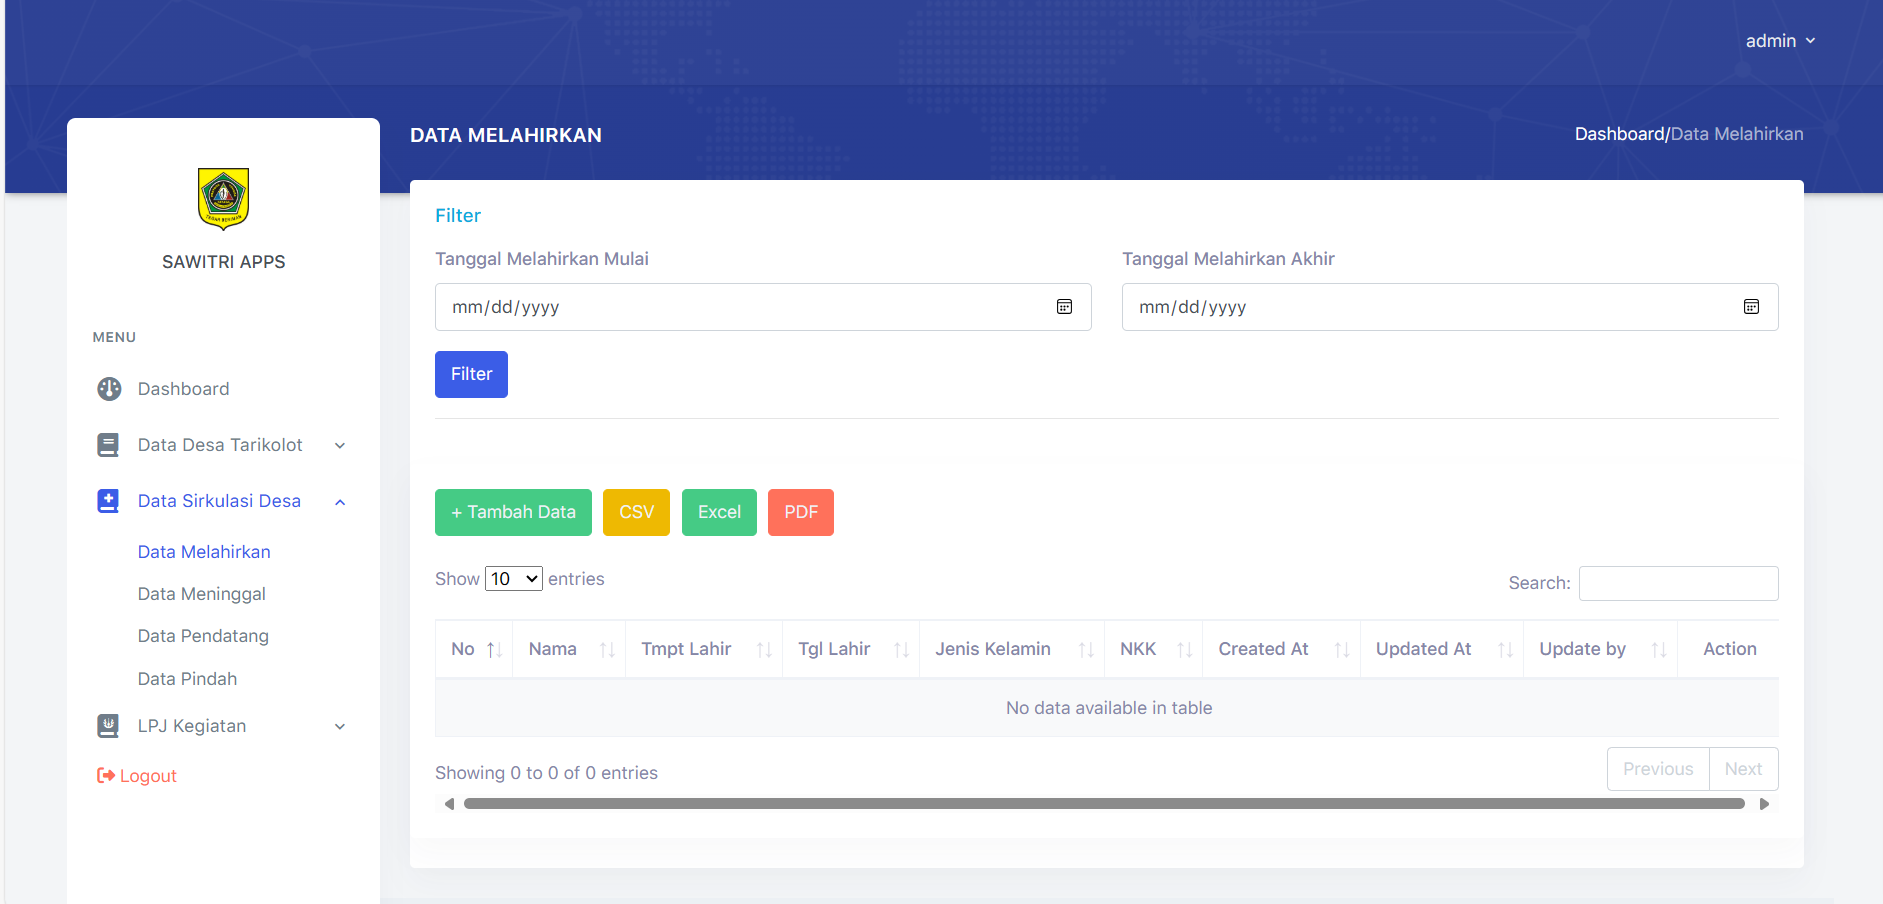 admin
DATA MELAHIRKAN
Dashboard/Data Melahirkan
SAWITRI APPS
MENU
Dashboard
Data Desa Tarikolot
Data Sirkulasi Desa
Data Melahirkan
Data Meninggal
Data Pendatang
Data Pindah
LPJ Kegiatan
Logout
Filter
Tanggal Melahirkan Mulai
Tanggal Melahirkan Akhir
mm/dd/yyyy
mm/dd/yyyy
Filter
+ Tambah Data CSV Excel PDF
Show 10 entries
Search:
No Nama Tmpt Lahir Tgl Lahir Jenis Kelamin NKK Created At Updated At Update by Action
No data available in table
Showing 0 to 0 of 0 entries
Previous Next